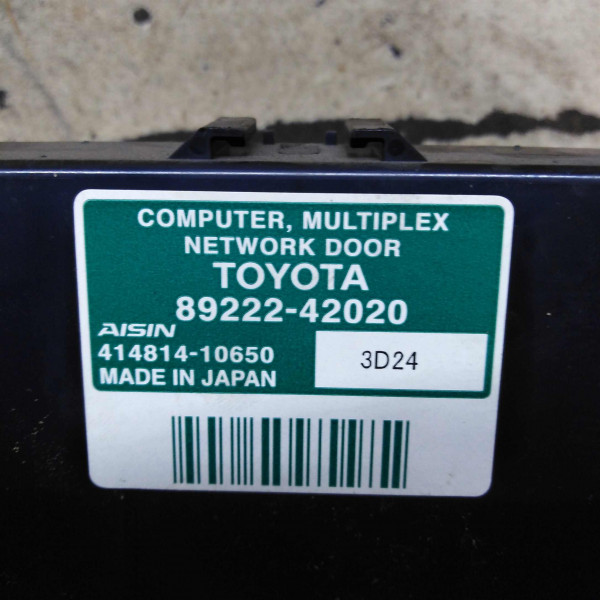 COMPUTER, MULTIPLEX
NETWORK DOOR
TOYOTA
89222-42020
AISIN
414814-10650
3D24
MADE IN JAPAN